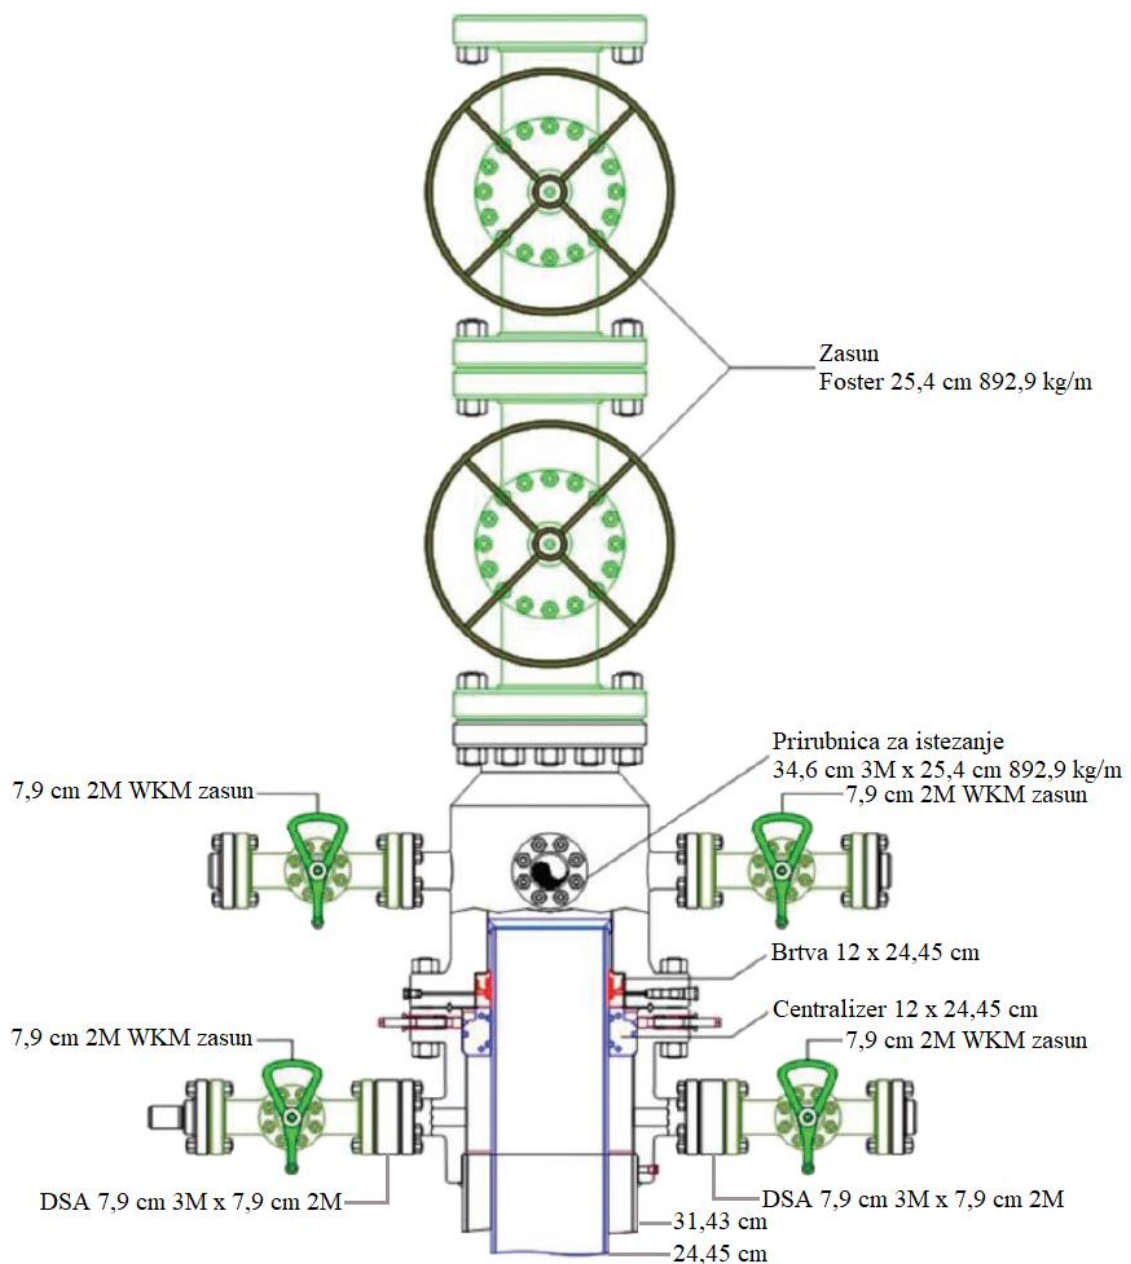 Zasun
Foster 25,4 cm 892,9 kg/m
Prirubnica za istezanje
34,6 cm 3M x 25,4 cm 892,9 kg/m
7,9 cm 2M WKM zasun
7,9 cm 2M WKM zasun
Brtva 12 x 24,45 cm
Centralizer 12 x 24,45 cm
7,9 cm 2M WKM zasun
7,9 cm 2M WKM zasun
DSA 7,9 cm 3M x 7,9 cm 2M
DSA 7,9 cm 3M x 7,9 cm 2M
31,43 cm
24,45 cm